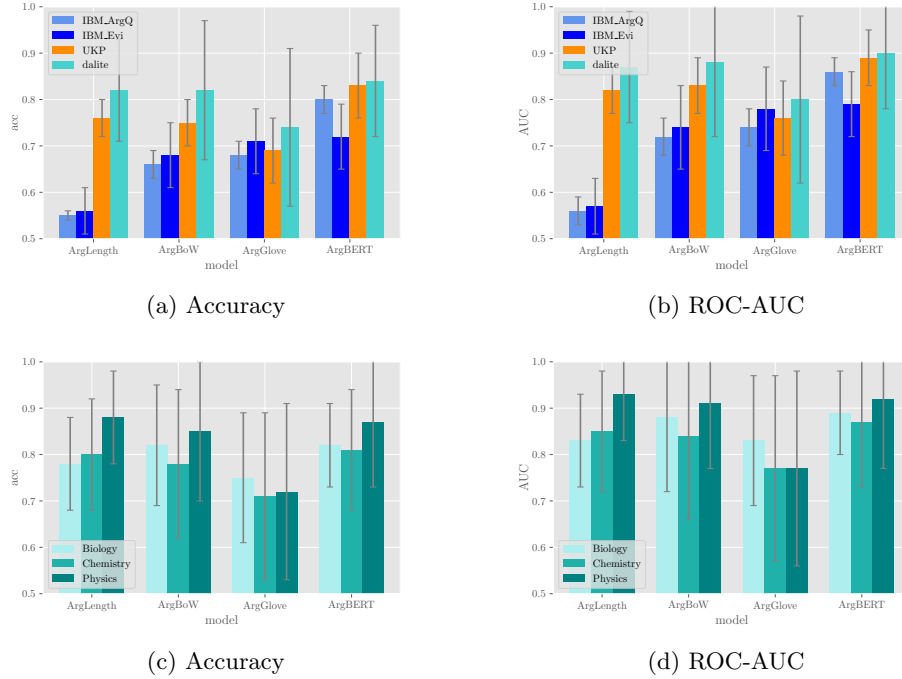 1.0
0.9
0.8
0.7
0.6
0.5
acc
IBM_ArgQ
IBM_Evi
UKP
dalite
ArgLength ArgBoW ArgGlove ArgBERT
model
(a) Accuracy
1.0
0.9
0.8
0.7
0.6
0.5
AUC
IBM_ArgQ
IBM_Evi
UKP
dalite
ArgLength ArgBoW ArgGlove ArgBERT
model
(b) ROC-AUC
1.0
0.9
0.8
0.7
0.6
0.5
acc
Biology
Chemistry
Physics
ArgLength ArgBoW ArgGlove ArgBERT
model
(c) Accuracy
1.0
0.9
0.8
0.7
0.6
0.5
AUC
Biology
Chemistry
Physics
ArgLength ArgBoW ArgGlove ArgBERT
model
(d) ROC-AUC